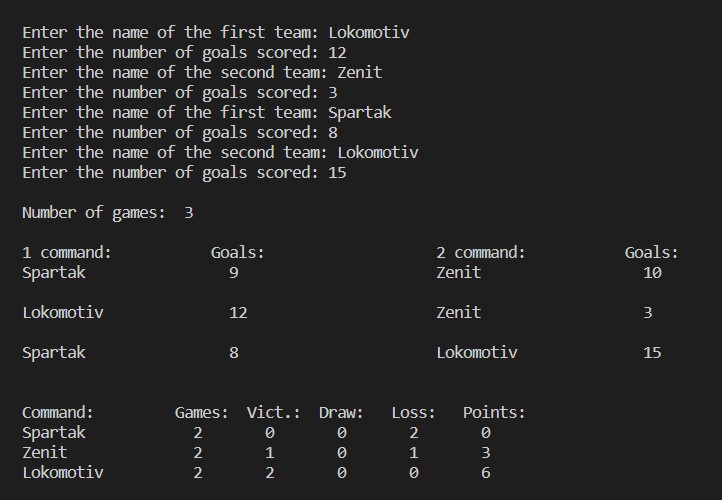 Enter the name of the first team: Lokomotiv
Enter the number of goals scored: 12
Enter the name of the second team: Zenit
Enter the number of goals scored: 3
Enter the name of the first team: Spartak
Enter the number of goals scored: 8
Enter the name of the second team: Lokomotiv
Enter the number of goals scored: 15
Number of games: 3
1 command: Goals: 2 command: Goals:
Spartak 9 Zenit 10
Lokomotiv 12 Zenit 3
Spartak 8 Lokomotiv 15
Command: Games: Vict.: Draw: Loss: Points:
Spartak 2 0 0 2 0
Zenit 2 1 0 1 3
Lokomotiv 2 2 0 0 6